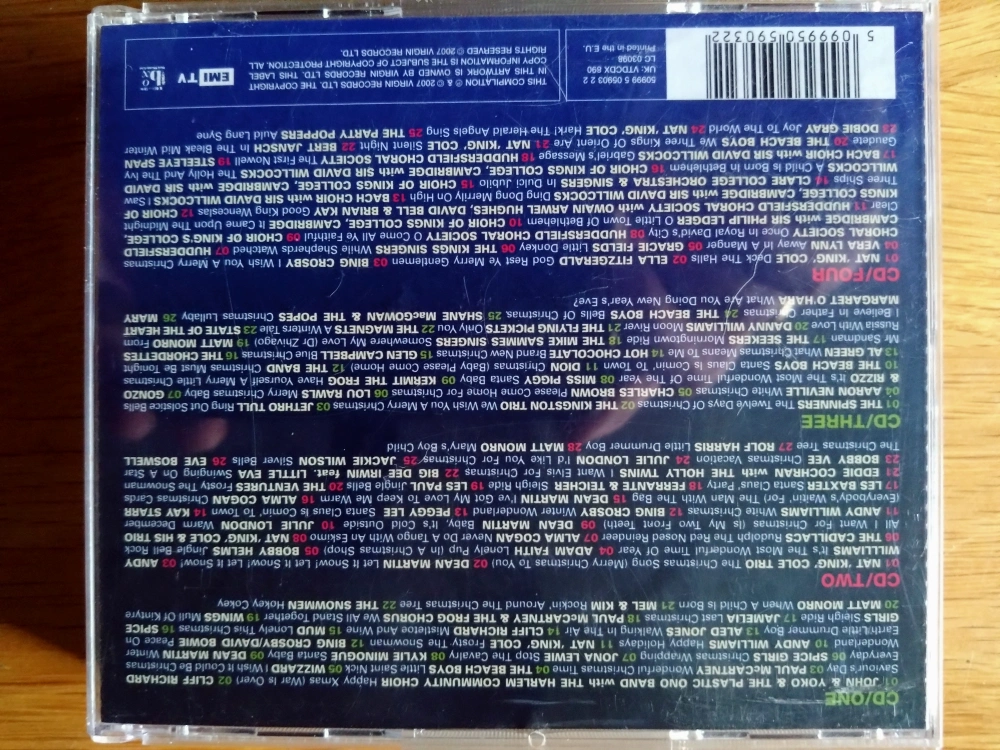 CD/ONE
01 JOHN & YOKO & THE PLASTIC ONO BAND with THE HARLEM COMMUNITY CHOIR Happy Xmas (War Is Over) 02 CLIFF RICHARD
Saviour's Day 03 PAUL McCARTNEY Wonderful Christmas Time 04 THE BEACH BOYS Little Saint Nick 05 WIZZARD I Wish It Could Be Christmas
Everyday 06 SPICE GIRLS Christmas Wrapping 07 JONA LEWIE Stop The Cavalry 08 KYLIE MINOGUE Santa Baby 09 DEAN MARTIN Winter
Wonderland 10 ANDY WILLIAMS Happy Holidays 11 NAT 'KING' COLE Frosty The Snowman 12 BING CROSBY/DAVID BOWIE Peace On
Earth/Little Drummer Boy 13 ALED JONES Walking In The Air 14 CLIFF RICHARD Mistletoe And Wine 15 MUD Lonely This Christmas 16 SPICE
GIRLS Sleigh Ride 17 JAMELIA Last Christmas 18 PAUL McCARTNEY & THE FROG CHORUS We All Stand Together 19 WINGS Mull Of Kintyre
20 MATT MONRO When A Child Is Born 21 MEL & KIM Rockin' Around The Christmas Tree 22 THE SNOWMEN Hokey Cokey
CD/TWO
01 NAT 'KING' COLE TRIO The Christmas Song (Merry Christmas To You) 02 DEAN MARTIN Let It Snow! Let It Snow! Let It Snow! 03 ANDY
WILLIAMS It's The Most Wonderful Time Of Year 04 ADAM FAITH Lonely Pup (In A Christmas Shop) 05 BOBBY HELMS Jingle Bell Rock
06 THE CADILLACS Rudolph The Red Nosed Reindeer 07 ALMA COGAN Never Do A Tango With An Eskimo 08 NAT 'KING' COLE & HIS TRIO
All I Want For Christmas (Is My Two Front Teeth) 09 DEAN MARTIN Baby, It's Cold Outside 10 JULIE LONDON Warm December
11 ANDY WILLIAMS White Christmas 12 BING CROSBY Winter Wonderland 13 PEGGY LEE Santa Claus Is Comin' To Town 14 KAY STARR
(Everybody's Waitin' For) The Man With The Bag 15 DEAN MARTIN I've Got My Love To Keep Me Warm 16 ALMA COGAN Christmas Cards
17 LES BAXTER Santa Claus' Party 18 FERRANTE & TEICHER Sleigh Ride 19 LES PAUL Jingle Bells 20 THE VENTURES Frosty The Snowman
21 EDDIE COCHRAN with THE HOLLY TWINS I Want Elvis For Christmas 22 BIG DEE IRWIN feat. LITTLE EVA Swinging On A Star
23 BOBBY VEE Christmas Vacation 24 JULIE LONDON I'd Like You For Christmas 25 JACKIE WILSON Silver Bells 26 EVE BOSWELL
The Christmas Tree 27 ROLF HARRIS Little Drummer Boy 28 MATT MONRO Mary's Boy Child
CD/THREE
01 THE SPINNERS The Twelve Days Of Christmas 02 THE KINGSTON TRIO We Wish You A Merry Christmas 03 JETHRO TULL Ring Out Solstice Bells
04 AARON NEVILLE White Christmas 05 CHARLES BROWN Please Come Home For Christmas 06 LOU RAWLS Merry Christmas Baby 07 GONZO
& RIZZO It's The Most Wonderful Time Of The Year 08 MISS PIGGY Santa Baby 09 KERMIT THE FROG Have Yourself A Merry Little Christmas
10 THE BEACH BOYS Santa Claus Is Comin' To Town 11 DION Christmas (Baby Please Come Home) 12 THE BAND Christmas Must Be Tonight
13 AL GREEN What Christmas Means To Me 14 HOT CHOCOLATE Brand New Christmas 15 GLEN CAMPBELL Blue Christmas 16 THE CHORDETTES
Mr Sandman 17 THE SEEKERS Morningtown Ride 18 THE MIKE SAMMES SINGERS Somewhere My Love (Dr Zhivago) 19 MATT MONRO From
Russia With Love 20 DANNY WILLIAMS Moon River 21 THE FLYING PICKETS Only You 22 THE MAGNETS A Winters Tale 23 STATE OF THE HEART
I Believe In Father Christmas 24 THE BEACH BOYS Bells Of Christmas 25 SHANE MacGOWAN & THE POPES Christmas Lullaby 26 MARY
MARGARET O'HARA What Are You Doing New Year's Eve?
CD/FOUR
01 NAT 'KING' COLE Deck The Halls 02 ELLA FITZGERALD God Rest Ye Merry Gentlemen 03 BING CROSBY I Wish You A Merry Christmas
04 VERA LYNN Away In A Manger 05 GRACIE FIELDS Little Donkey 06 THE KINGS SINGERS While Shepherds Watched 07 HUDDERSFIELD
CHORAL SOCIETY Once In Royal David's City 08 HUDDERSFIELD CHORAL SOCIETY O Come All Ye Faithful 09 CHOIR OF KING'S COLLEGE,
CAMBRIDGE with SIR PHILIP LEDGER O Little Town Of Bethlehem 10 CHOIR OF KINGS COLLEGE, CAMBRIDGE It Came Upon The Midnight
Clear 11 HUDDERSFIELD CHORAL SOCIETY with OWAIN ARWEL HUGHES, DAVID BELL & BRIAN KAY Good King Wenceslas 12 CHOIR OF
KINGS COLLEGE, CAMBRIDGE with SIR DAVID WILLCOCKS Ding Dong Merrily On High 13 BACH CHOIR with SIR DAVID WILLCOCKS I Saw
Three Ships 14 CLARE COLLEGE ORCHESTRA & SINGERS In Dulci Jubilo 15 CHOIR OF KINGS COLLEGE, CAMBRIDGE with SIR DAVID
WILLCOCKS A Child Is Born In Bethlehem 16 CHOIR OF KINGS COLLEGE, CAMBRIDGE with SIR DAVID WILLCOCKS The Holly And The Ivy
17 BACH CHOIR with SIR DAVID WILLCOCKS Gabriel's Message 18 HUDDERSFIELD CHORAL SOCIETY The First Nowell 19 STEELEYE SPAN
Gaudete 20 THE BEACH BOYS We Three Kings Of Orient Are 21 NAT 'KING' COLE Silent Night 22 BERT JANSCH In The Bleak Mid Winter
23 DOBIE GRAY Joy To The World 24 NAT 'KING' COLE Hark! The Herald Angels Sing 25 THE PARTY POPPERS Auld Lang Syne
5 099950 590322
50999 5 05903 2 2
UK: VTDCDX 890
LC 03098
Printed in the E.U.
THIS COMPILATION ℗ & © 2007 VIRGIN RECORDS LTD. THE COPYRIGHT
IN THIS ARTWORK IS OWNED BY VIRGIN RECORDS LTD. THIS LABEL
COPY INFORMATION IS THE SUBJECT OF COPYRIGHT PROTECTION. ALL
RIGHTS RESERVED © 2007 VIRGIN RECORDS LTD.
EMI TV